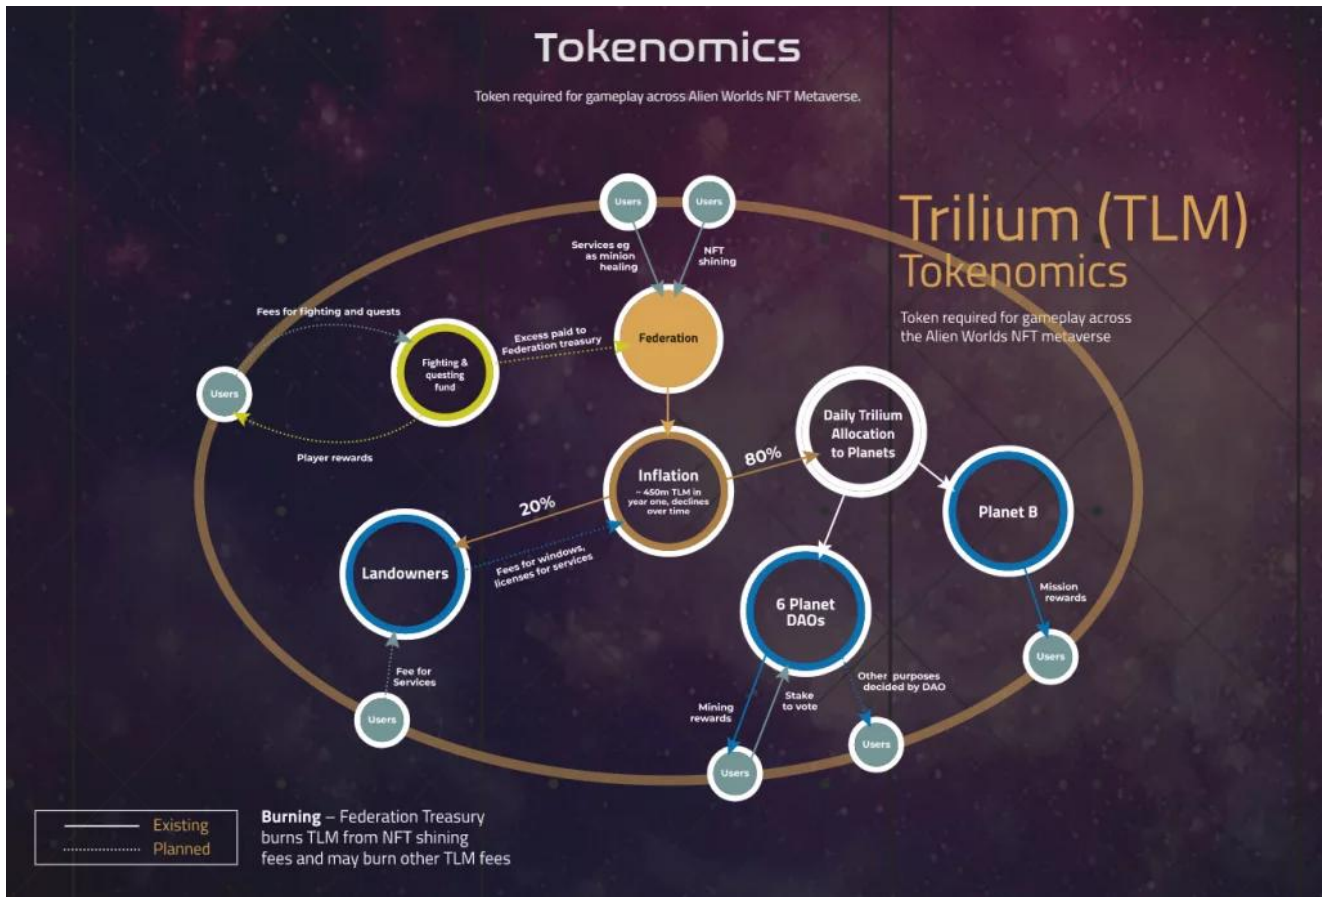 Tokenomics
Token required for gameplay across Alien Worlds NFT Metaverse.
Trilium (TLM)
Tokenomics
Token required for gameplay across
the Alien Worlds NFT metaverse
Users
Users
Services eg
as minion
healing
NFT
shining
Federation
Fees for fighting and quests
Fighting &
questing
fund
Excess paid to
Federation treasury
Users
Player rewards
Inflation
~ 450m TLM in
year one, declines
over time
80%
Daily Trilium
Allocation
to Planets
Planet B
20%
Landowners
Fees for windows,
licenses for services
6 Planet
DAOs
Mission
rewards
Users
Fee for
Services
Users
Mining
rewards
Stake
to vote
Other purposes
decided by DAO
Users
Users
Existing
Planned
Burning – Federation Treasury
burns TLM from NFT shining
fees and may burn other TLM fees